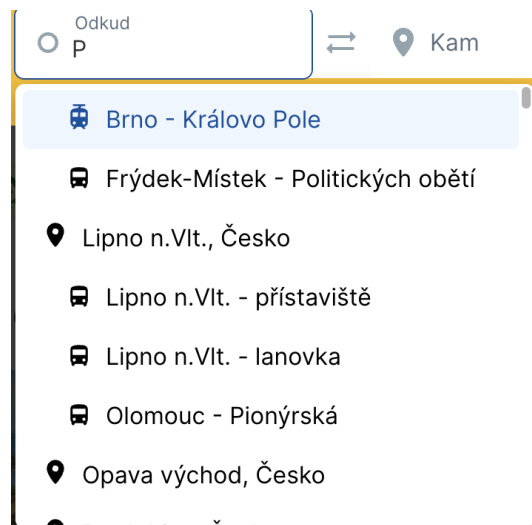 Odkud
P
Kam
Brno - Královo Pole
Frýdek-Místek - Politických obětí
Lipno n.Vlt., Česko
Lipno n.Vlt. - přístaviště
Lipno n.Vlt. - lanovka
Olomouc - Pionýrská
Opava východ, Česko